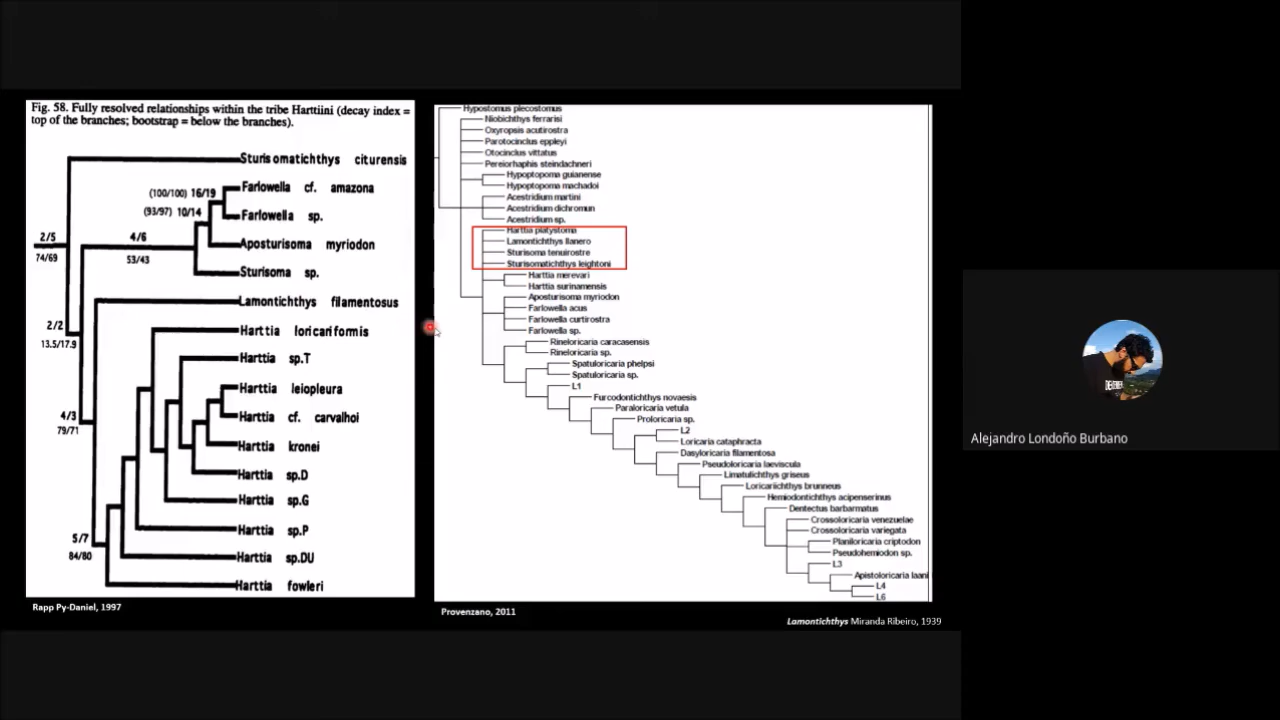 Fig. 58. Fully resolved relationships within the tribe Harttiini (decay index =
top of the branches; bootstrap = below the branches).
Sturisomatichthys citurensis
(100/100) 16/19
Farlowella cf. amazona
(93/97) 10/14
Farlowella sp.
2/5
4/6
Aposturisoma myriodon
74/69
53/43
Sturisoma sp.
Lamontichthys filamentosus
2/2
13.5/17.9
Harttia loricariformis
Harttia sp.T
Harttia leiopleura
4/3
79/71
Harttia cf. carvalhoi
Harttia kronei
Harttia sp.D
Harttia sp.G
Harttia sp.P
5/7
84/80
Harttia sp.DU
Harttia fowleri
Rapp Py-Daniel, 1997
Hypostomus plecostomus
Niobichthys ferrarisi
Oxyropsis acutirostra
Parotocinclus eppleyi
Otocinclus vittatus
Pereiorhaphis steindachneri
Hypoptopoma guianense
Hypoptopoma machadoi
Acestridium martini
Acestridium dichromun
Acestridium sp.
Harttia platystoma
Lamontichthys llanero
Sturisoma tenuirostre
Sturisomatichthys leightoni
Harttia merevari
Harttia surinamensis
Aposturisoma myriodon
Farlowella acus
Farlowella curtirostra
Farlowella sp.
Rineloricaria caracasensis
Rineloricaria sp.
Spatuloricaria phelpsi
Spatuloricaria sp.
L1
Furcodontichthys novaesis
Paraloricaria vetula
Proloricaria sp.
L2
Loricaria cataphracta
Dasyloricaria filamentosa
Pseudoloricaria laeviscula
Limatulichthys griseus
Loricariichthys brunneus
Hemiodontichthys acipenserinus
Dentectus barbarmatus
Crossoloricaria venezuelae
Crossoloricaria variegata
Planiloricaria criptodon
Pseudohemiodon sp.
L3
Apistoloricaria laani
L4
L6
Provenzano, 2011
Lamontichthys Miranda Ribeiro, 1939
Alejandro Londoño Burbano